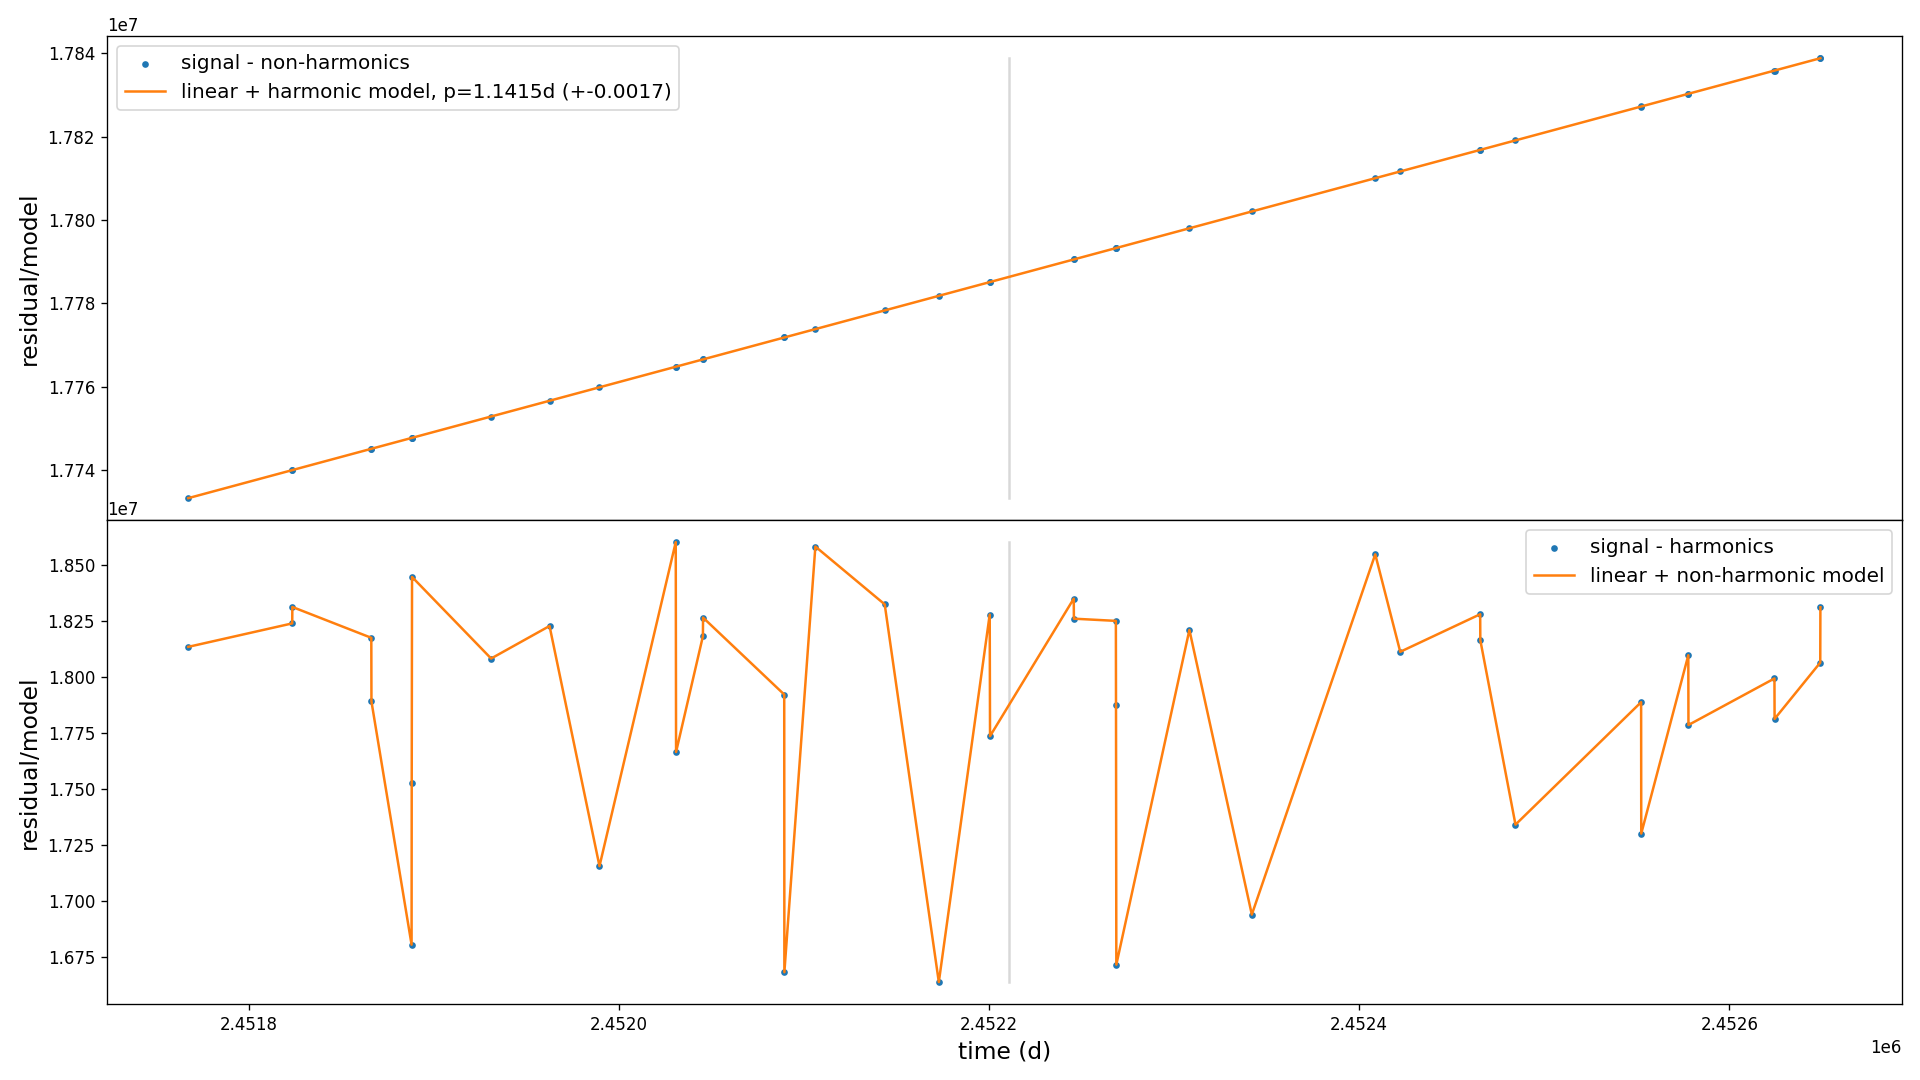 1e7
1.784
1.782
1.780
1.778
1.776
1.774
residual/model
signal - non-harmonics
linear + harmonic model, p=1.1415d (+-0.0017)
1e7
1.850
1.825
1.800
1.775
1.750
1.725
1.700
1.675
residual/model
signal - harmonics
linear + non-harmonic model
2.4518
2.4520
2.4522
2.4524
2.4526
time (d)
1e6